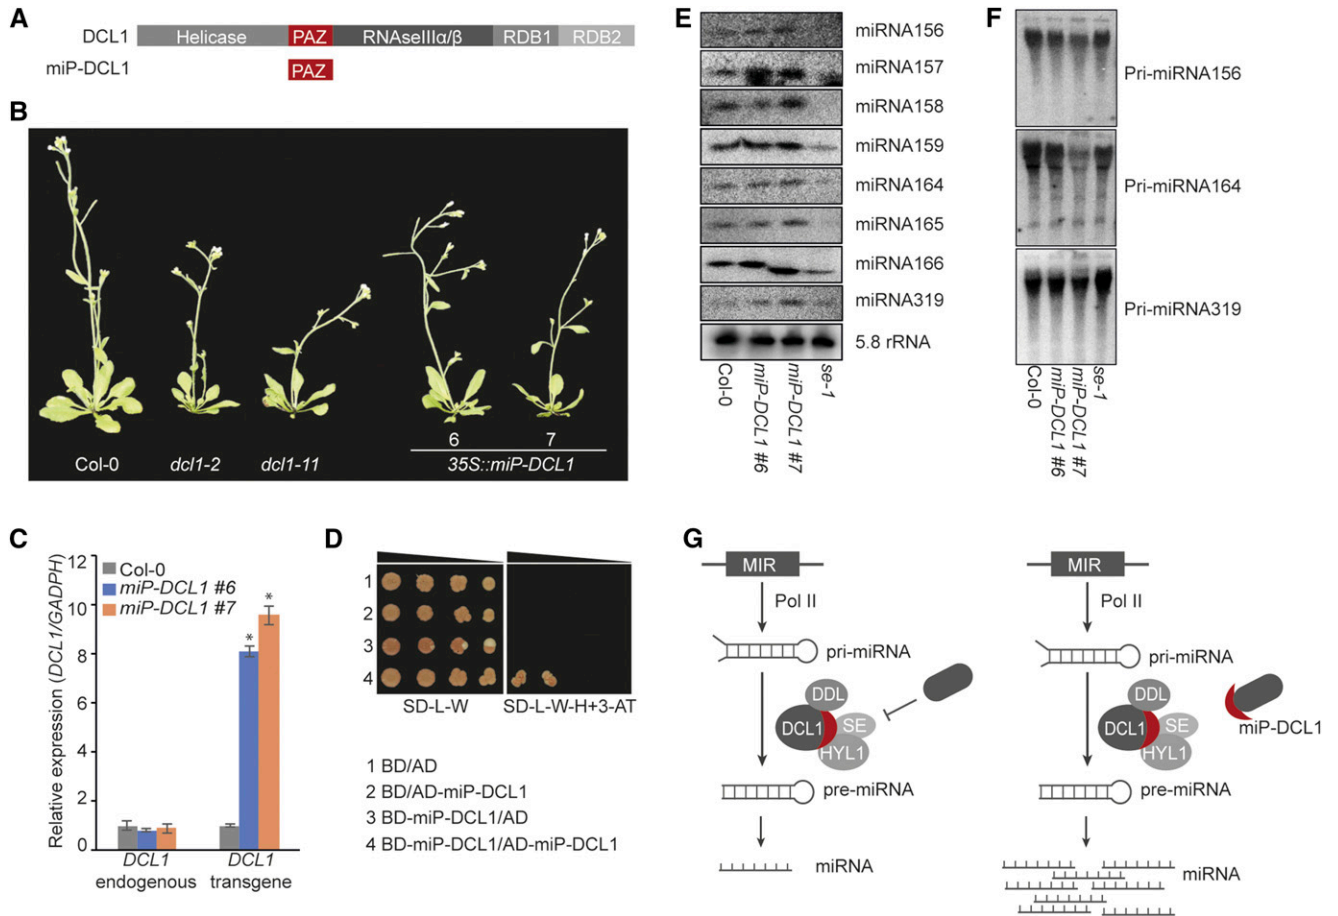 A
DCL1
Helicase
PAZ
RNAseIIIα/β
RDB1
RDB2
miP-DCL1
PAZ
B
6
7
Col-0
dcl1-2
dcl1-11
35S::miP-DCL1
C
Relative expression (DCL1/GADPH)
12
10
8
6
4
2
0
Col-0
miP-DCL1 #6
miP-DCL1 #7
*
*
DCL1
endogenous
DCL1
transgene
D
1
2
3
4
SD-L-W
SD-L-W-H+3-AT
1 BD/AD
2 BD/AD-miP-DCL1
3 BD-miP-DCL1/AD
4 BD-miP-DCL1/AD-miP-DCL1
E
miRNA156
miRNA157
miRNA158
miRNA159
miRNA164
miRNA165
miRNA166
miRNA319
5.8 rRNA
Col-0
miP-DCL1 #6
miP-DCL1 #7
se-1
F
Pri-miRNA156
Pri-miRNA164
Pri-miRNA319
Col-0
miP-DCL1 #6
miP-DCL1 #7
se-1
G
MIR
Pol II
pri-miRNA
DDL
DCL1
SE
HYL1
pre-miRNA
miRNA
MIR
Pol II
pri-miRNA
DDL
DCL1
SE
HYL1
miP-DCL1
pre-miRNA
miRNA